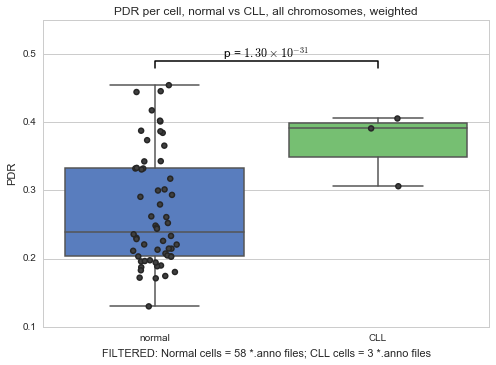 PDR per cell, normal vs CLL, all chromosomes, weighted
p = 1.30 × 10⁻³¹
0.5
0.4
0.3
0.2
0.1
PDR
normal CLL
FILTERED: Normal cells = 58 *.anno files; CLL cells = 3 *.anno files